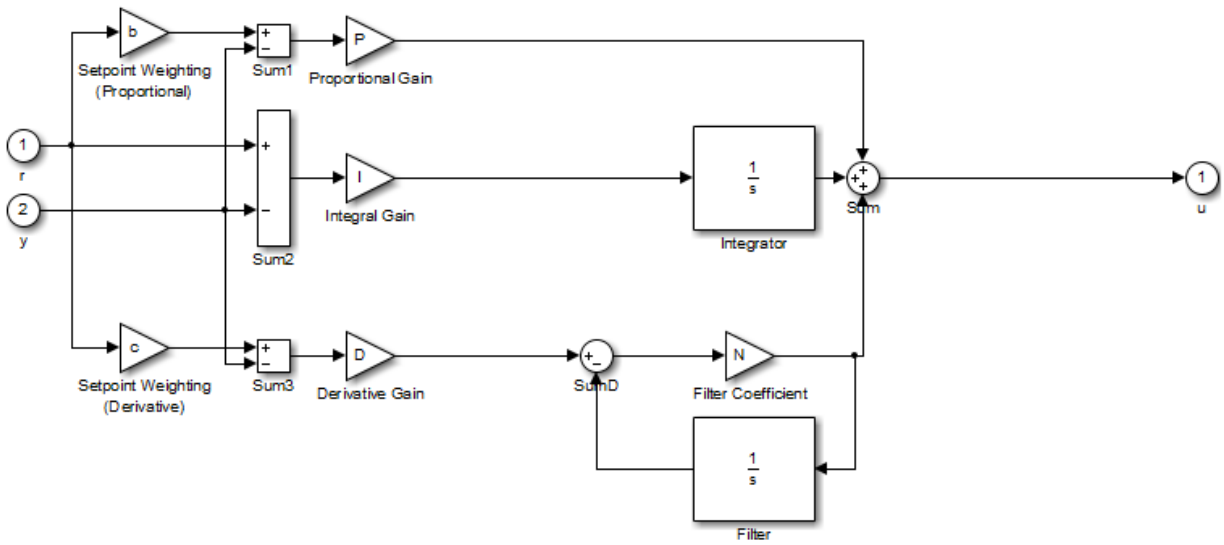 b
+
−
Sum1
P
Proportional Gain
Setpoint Weighting
(Proportional)
1
r
2
y
+
−
Sum2
I
Integral Gain
1
s
Integrator
+
+
+
Sum
1
u
c
Setpoint Weighting
(Derivative)
+
−
Sum3
D
Derivative Gain
+
−
SumD
N
Filter Coefficient
1
s
Filter